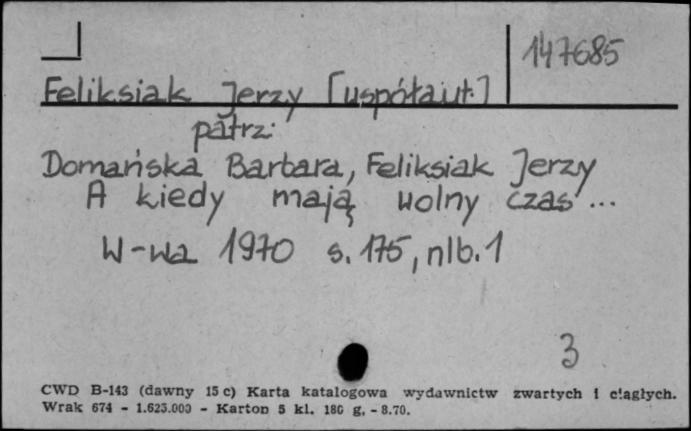 147685
Feliksiak Jerzy [współaut.]
patrz:
Domańska Barbara, Feliksiak Jerzy
A kiedy mają wolny czas...
W-wa 1970 s. 175, nlb. 1
3
CWD B-143 (dawny 15 c) Karta katalogowa wydawnictw zwartych i ciągłych.
Wrak 674 - 1.625.000 - Karton 5 kl. 180 g. - 8.70.